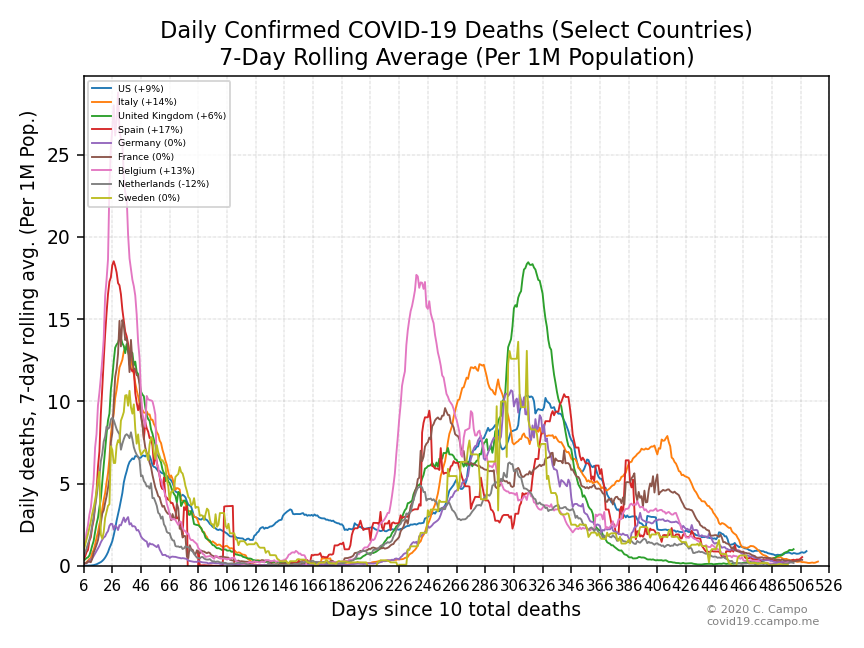 Daily Confirmed COVID-19 Deaths (Select Countries)
7-Day Rolling Average (Per 1M Population)
Daily deaths, 7-day rolling avg. (Per 1M Pop.)
25
20
15
10
5
0
US (+9%)
Italy (+14%)
United Kingdom (+6%)
Spain (+17%)
Germany (0%)
France (0%)
Belgium (+13%)
Netherlands (-12%)
Sweden (0%)
6 26 46 66 86 106 126 146 166 186 206 226 246 266 286 306 326 346 366 386 406 426 446 466 486 506 526
Days since 10 total deaths
© 2020 C. Campo
covid19.ccampo.me